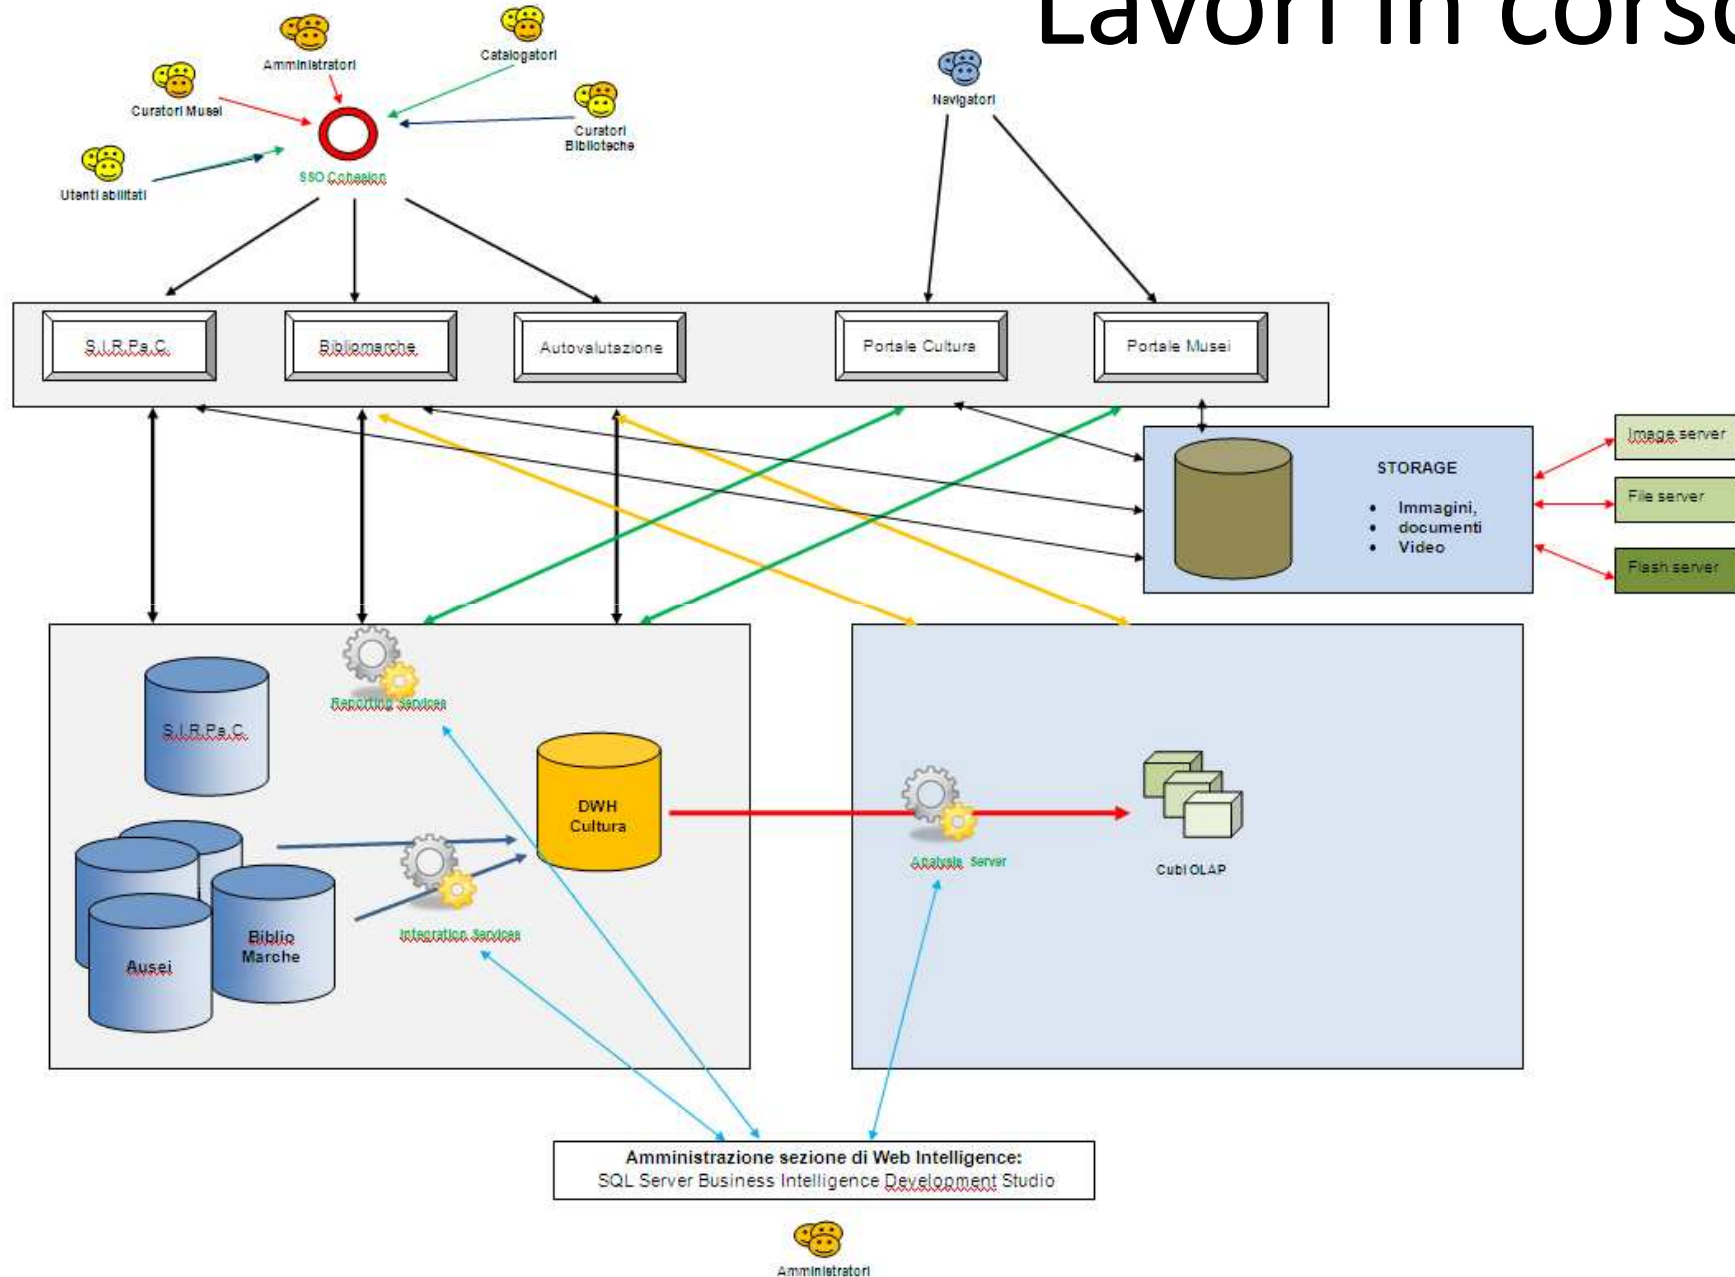 Lavori in corso
Amministratori
Catalogatori
Curatori Musei
Navigatori
Curatori
Biblioteche
SSO Cohesion
Utenti abilitati
S.I.R.Pa.C.
Bibliomarche
Autovalutazione
Portale Cultura
Portale Musei
STORAGE
• Immagini,
• documenti
• Video
Image server
File server
Flash server
Reporting Services
S.I.R.Pa.C.
DWH
Cultura
Analysis Server
Cubi OLAP
Integration Services
Biblio
Marche
Ausei
Amministrazione sezione di Web Intelligence:
SQL Server Business Intelligence Development Studio
Amministratori